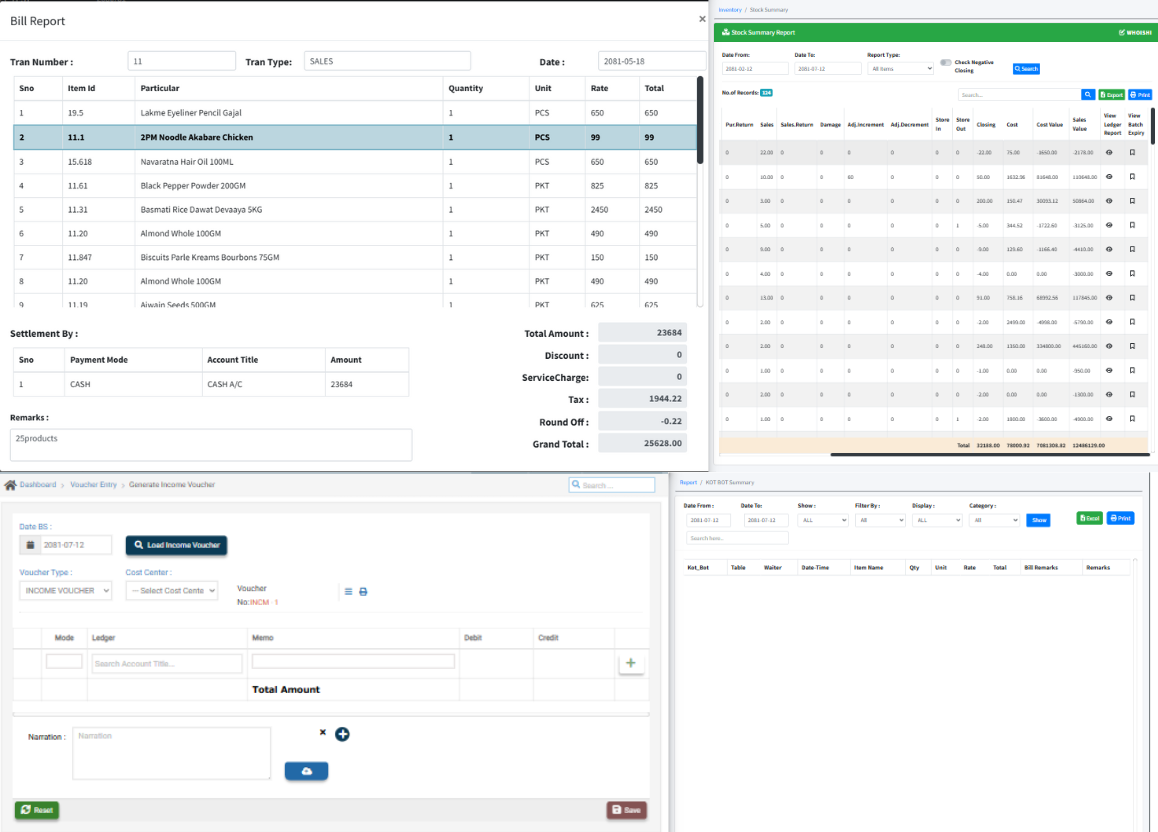 Bill Report
×
Tran Number : 11 Tran Type: SALES Date : 2081-05-18
Sno Item Id Particular Quantity Unit Rate Total
1 19.5 Lakme Eyeliner Pencil Gajal 1 PCS 650 650
2 11.1 2PM Noodle Akabare Chicken 1 PCS 99 99
3 15.618 Navaratna Hair Oil 100ML 1 PCS 650 650
4 11.61 Black Pepper Powder 200GM 1 PKT 825 825
5 11.31 Basmati Rice Dawat Devaaya 5KG 1 PKT 2450 2450
6 11.20 Almond Whole 100GM 1 PKT 490 490
7 11.847 Biscuits Parle Kreams Bourbons 75GM 1 PKT 150 150
8 11.20 Almond Whole 100GM 1 PKT 490 490
9 11.19 Ajwain Seeds 500GM 1 PKT 625 625
Settlement By :
Sno Payment Mode Account Title Amount
1 CASH CASH A/C 23684
Remarks :
25products
Total Amount : 23684
Discount : 0
ServiceCharge: 0
Tax : 1944.22
Round Off : -0.22
Grand Total : 25628.00
Inventory / Stock Summary
Stock Summary Report WHOISHI
Date From: Date To: Report Type:
2081-02-12 2081-07-12 All Items Check Negative Closing Search
No.of Records: 324 Search... Export Print
Pur.Return Sales Sales.Return Damage Adj.Increment Adj.Decrement Store In Store Out Closing Cost Cost Value Sales Value View Ledger Report View Batch Expiry
0 22.00 0 0 0 0 0 0 -22.00 75.00 -1650.00 -2178.00
0 10.00 0 0 60 0 0 0 50.00 1632.96 81648.00 119648.00
0 3.00 0 0 0 0 0 0 200.00 150.47 30093.12 50864.00
0 5.00 0 0 0 0 0 1 -5.00 344.52 -1722.60 -3125.00
0 9.00 0 0 0 0 0 0 -9.00 129.60 -1166.40 -4410.00
0 4.00 0 0 0 0 0 0 -4.00 0.00 0.00 -3000.00
0 13.00 0 0 0 0 0 0 91.00 758.16 68992.56 117845.00
0 2.00 0 0 0 0 0 0 -2.00 2499.00 -4998.00 -5700.00
0 2.00 0 0 0 0 0 0 248.00 1350.00 334800.00 446160.00
0 1.00 0 0 0 0 0 0 -1.00 0.00 0.00 -950.00
0 2.00 0 0 0 0 0 0 -2.00 0.00 0.00 -1300.00
0 1.00 0 0 0 0 0 1 -2.00 1800.00 -3600.00 -4900.00
Total 32188.00 78000.92 7081308.82 12486129.00
Dashboard > Voucher Entry > Generate Income Voucher Search ...
Date BS :
2081-07-12 Load Income Voucher
Voucher Type : Cost Center :
INCOME VOUCHER -- Select Cost Cente Voucher
No:INCM 1
Mode Ledger Memo Debit Credit
Search Account Title... +
Total Amount
Narration : Narration ×
Reset Save
Report / KOT BOT Summary
Date From : Date To: Show : Filter By : Display : Category :
2081-07-12 2081-07-12 ALL All ALL All Show Excel Print
Search here...
Kot_Bot Table Waiter Date-Time Item Name Qty Unit Rate Total Bill Remarks Remarks